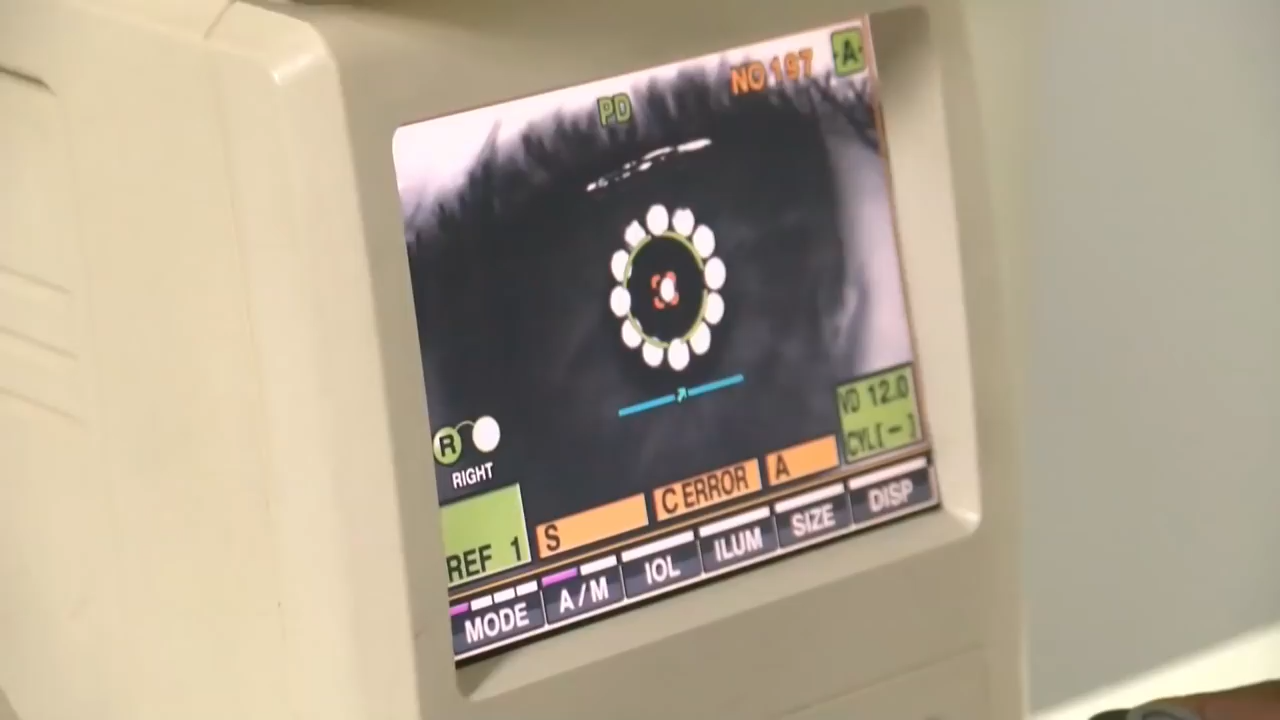 NO 197
A
PD
R
RIGHT
VD 12.0
CYL[-]
REF 1
S
C ERROR
A
MODE
A/M
IOL
ILUM
SIZE
DISP